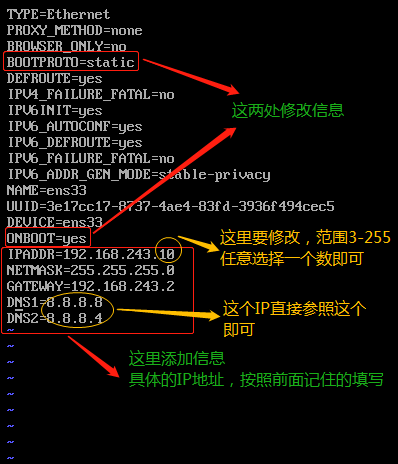 TYPE=Ethernet
PROXY_METHOD=none
BROWSER_ONLY=no
BOOTPROTO=static
DEFROUTE=yes
IPV4_FAILURE_FATAL=no
IPV6INIT=yes
IPV6_AUTOCONF=yes
IPV6_DEFROUTE=yes
IPV6_FAILURE_FATAL=no
IPV6_ADDR_GEN_MODE=stable-privacy
NAME=ens33
UUID=3e17cc17-8737-4ae4-83fd-3936f494cec5
DEVICE=ens33
ONBOOT=yes
IPADDR=192.168.243.10
NETMASK=255.255.255.0
GATEWAY=192.168.243.2
DNS1=8.8.8.8
DNS2=8.8.8.4
~
~
~
~
~
~
~
~
~
这两处修改信息
这里要修改，范围3-255
任意选择一个数即可
这个IP直接参照这个
即可
这里添加信息
具体的IP地址，按照前面记住的填写